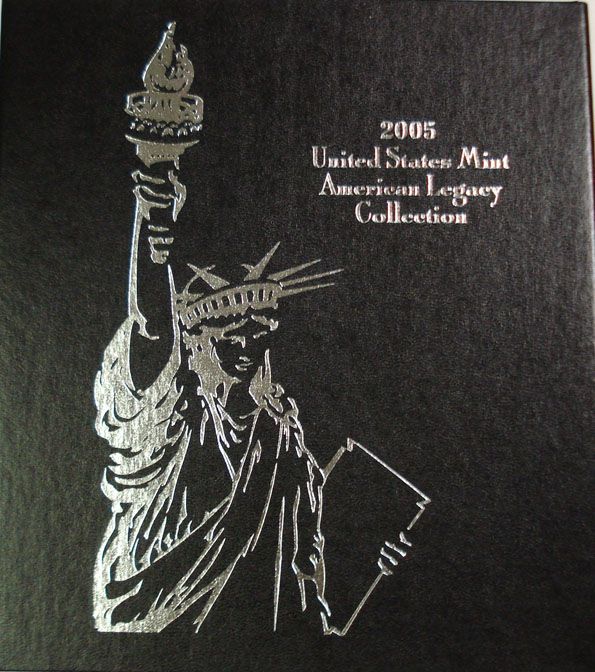 2005
United States Mint
American Legacy
Collection